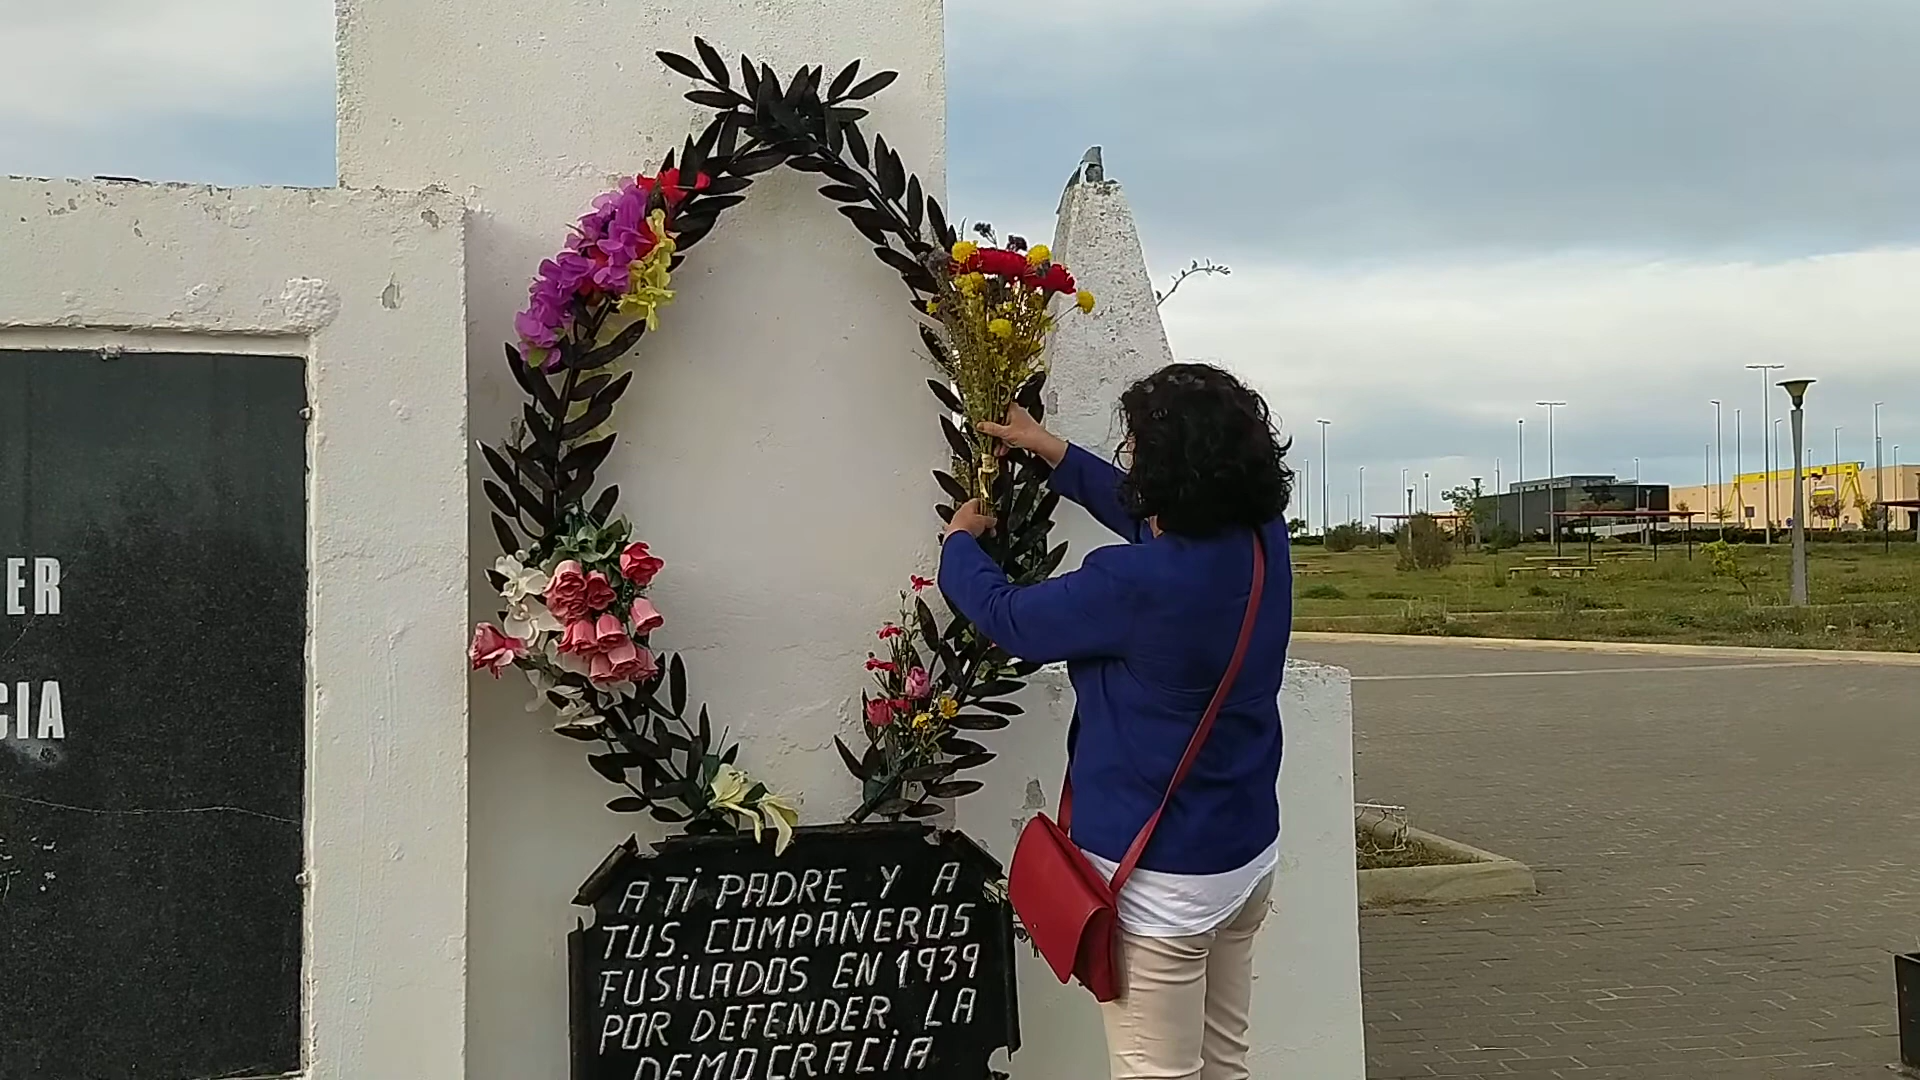 ER
CIA
A Ti PADRE Y A
TUS COMPAÑEROS
FUSILADOS EN 1939
POR DEFENDER LA
DEMOCRACiA